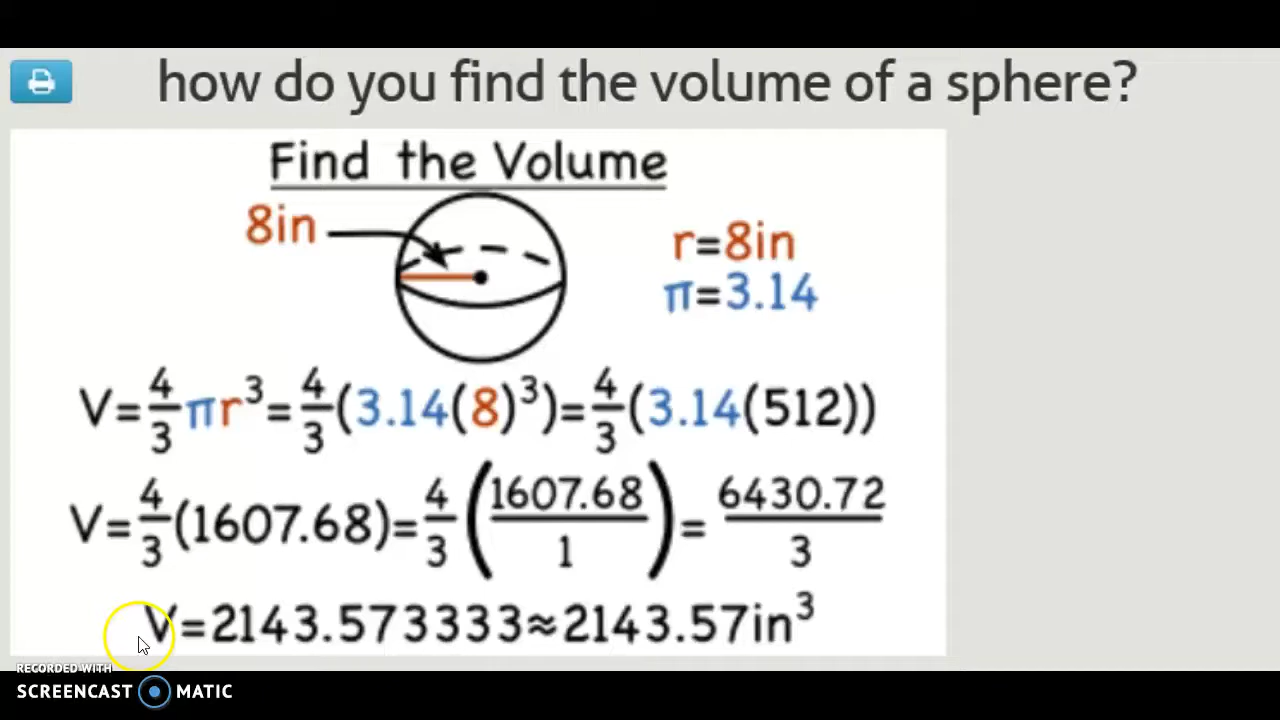 how do you find the volume of a sphere?
Find the Volume
8in
r=8in
π=3.14
V=4/3 πr³=4/3(3.14(8)³)=4/3(3.14(512))
V=4/3(1607.68)=4/3(1607.68/1)=6430.72/3
V=2143.573333≈2143.57in³
RECORDED WITH
SCREENCAST MATIC